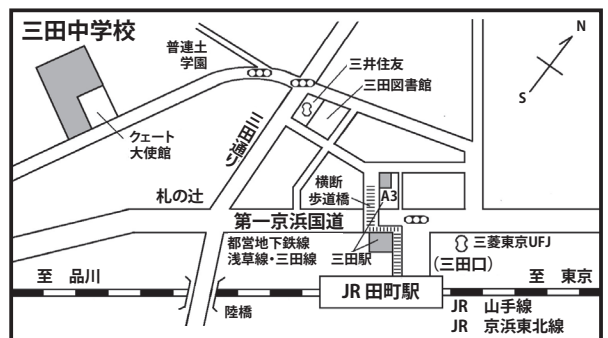 三田中学校
普連土
学園
三井住友
三田図書館
N
S
クェート
大使館
三田通り
札の辻
横断
歩道橋
A3
第一京浜国道
都営地下鉄線
浅草線・三田線
三田駅
三菱東京UFJ
(三田口)
至 品川
至 東京
JR 田町駅
陸橋
JR 山手線
JR 京浜東北線